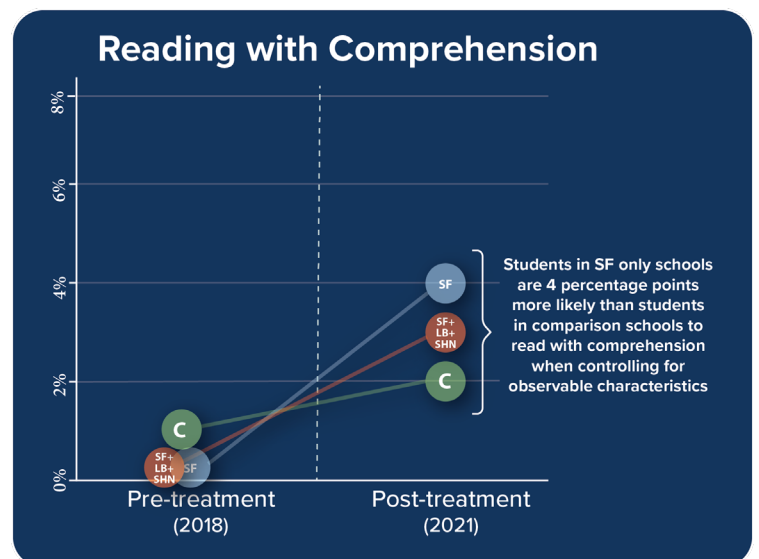 Reading with Comprehension
8%
6%
4%
2%
0%
SF
SF+
LB+
SHN
C
C
SF+
LB+
SHN
SF
Students in SF only schools
are 4 percentage points
more likely than students
in comparison schools to
read with comprehension
when controlling for
observable characteristics
Pre-treatment
(2018)
Post-treatment
(2021)